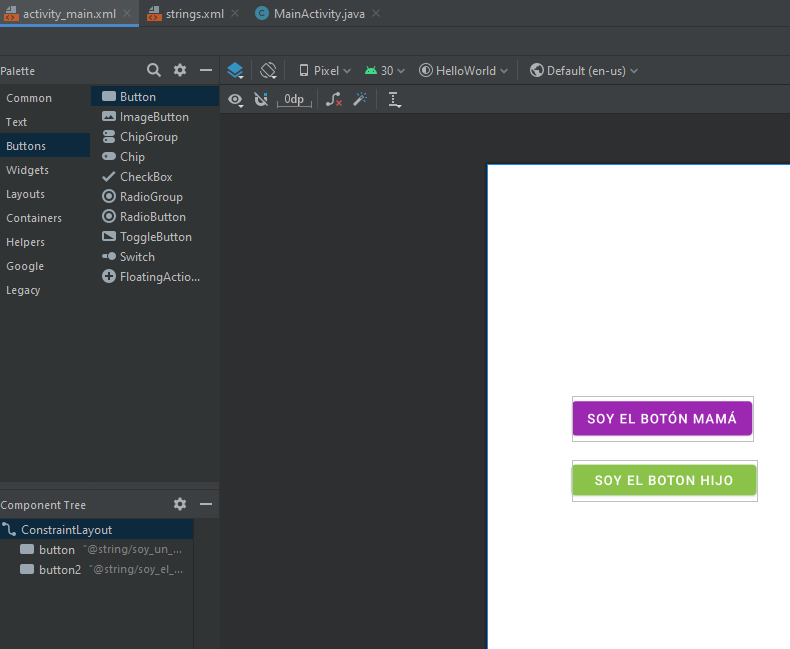 activity_main.xml strings.xml MainActivity.java
Palette
Pixel 30 HelloWorld Default (en-us)
0dp
Common
Text
Buttons
Widgets
Layouts
Containers
Helpers
Google
Legacy
Button
ImageButton
ChipGroup
Chip
CheckBox
RadioGroup
RadioButton
ToggleButton
Switch
FloatingActio...
SOY EL BOTÓN MAMÁ
SOY EL BOTON HIJO
Component Tree
ConstraintLayout
button "@string/soy_un_...
button2 "@string/soy_el_...